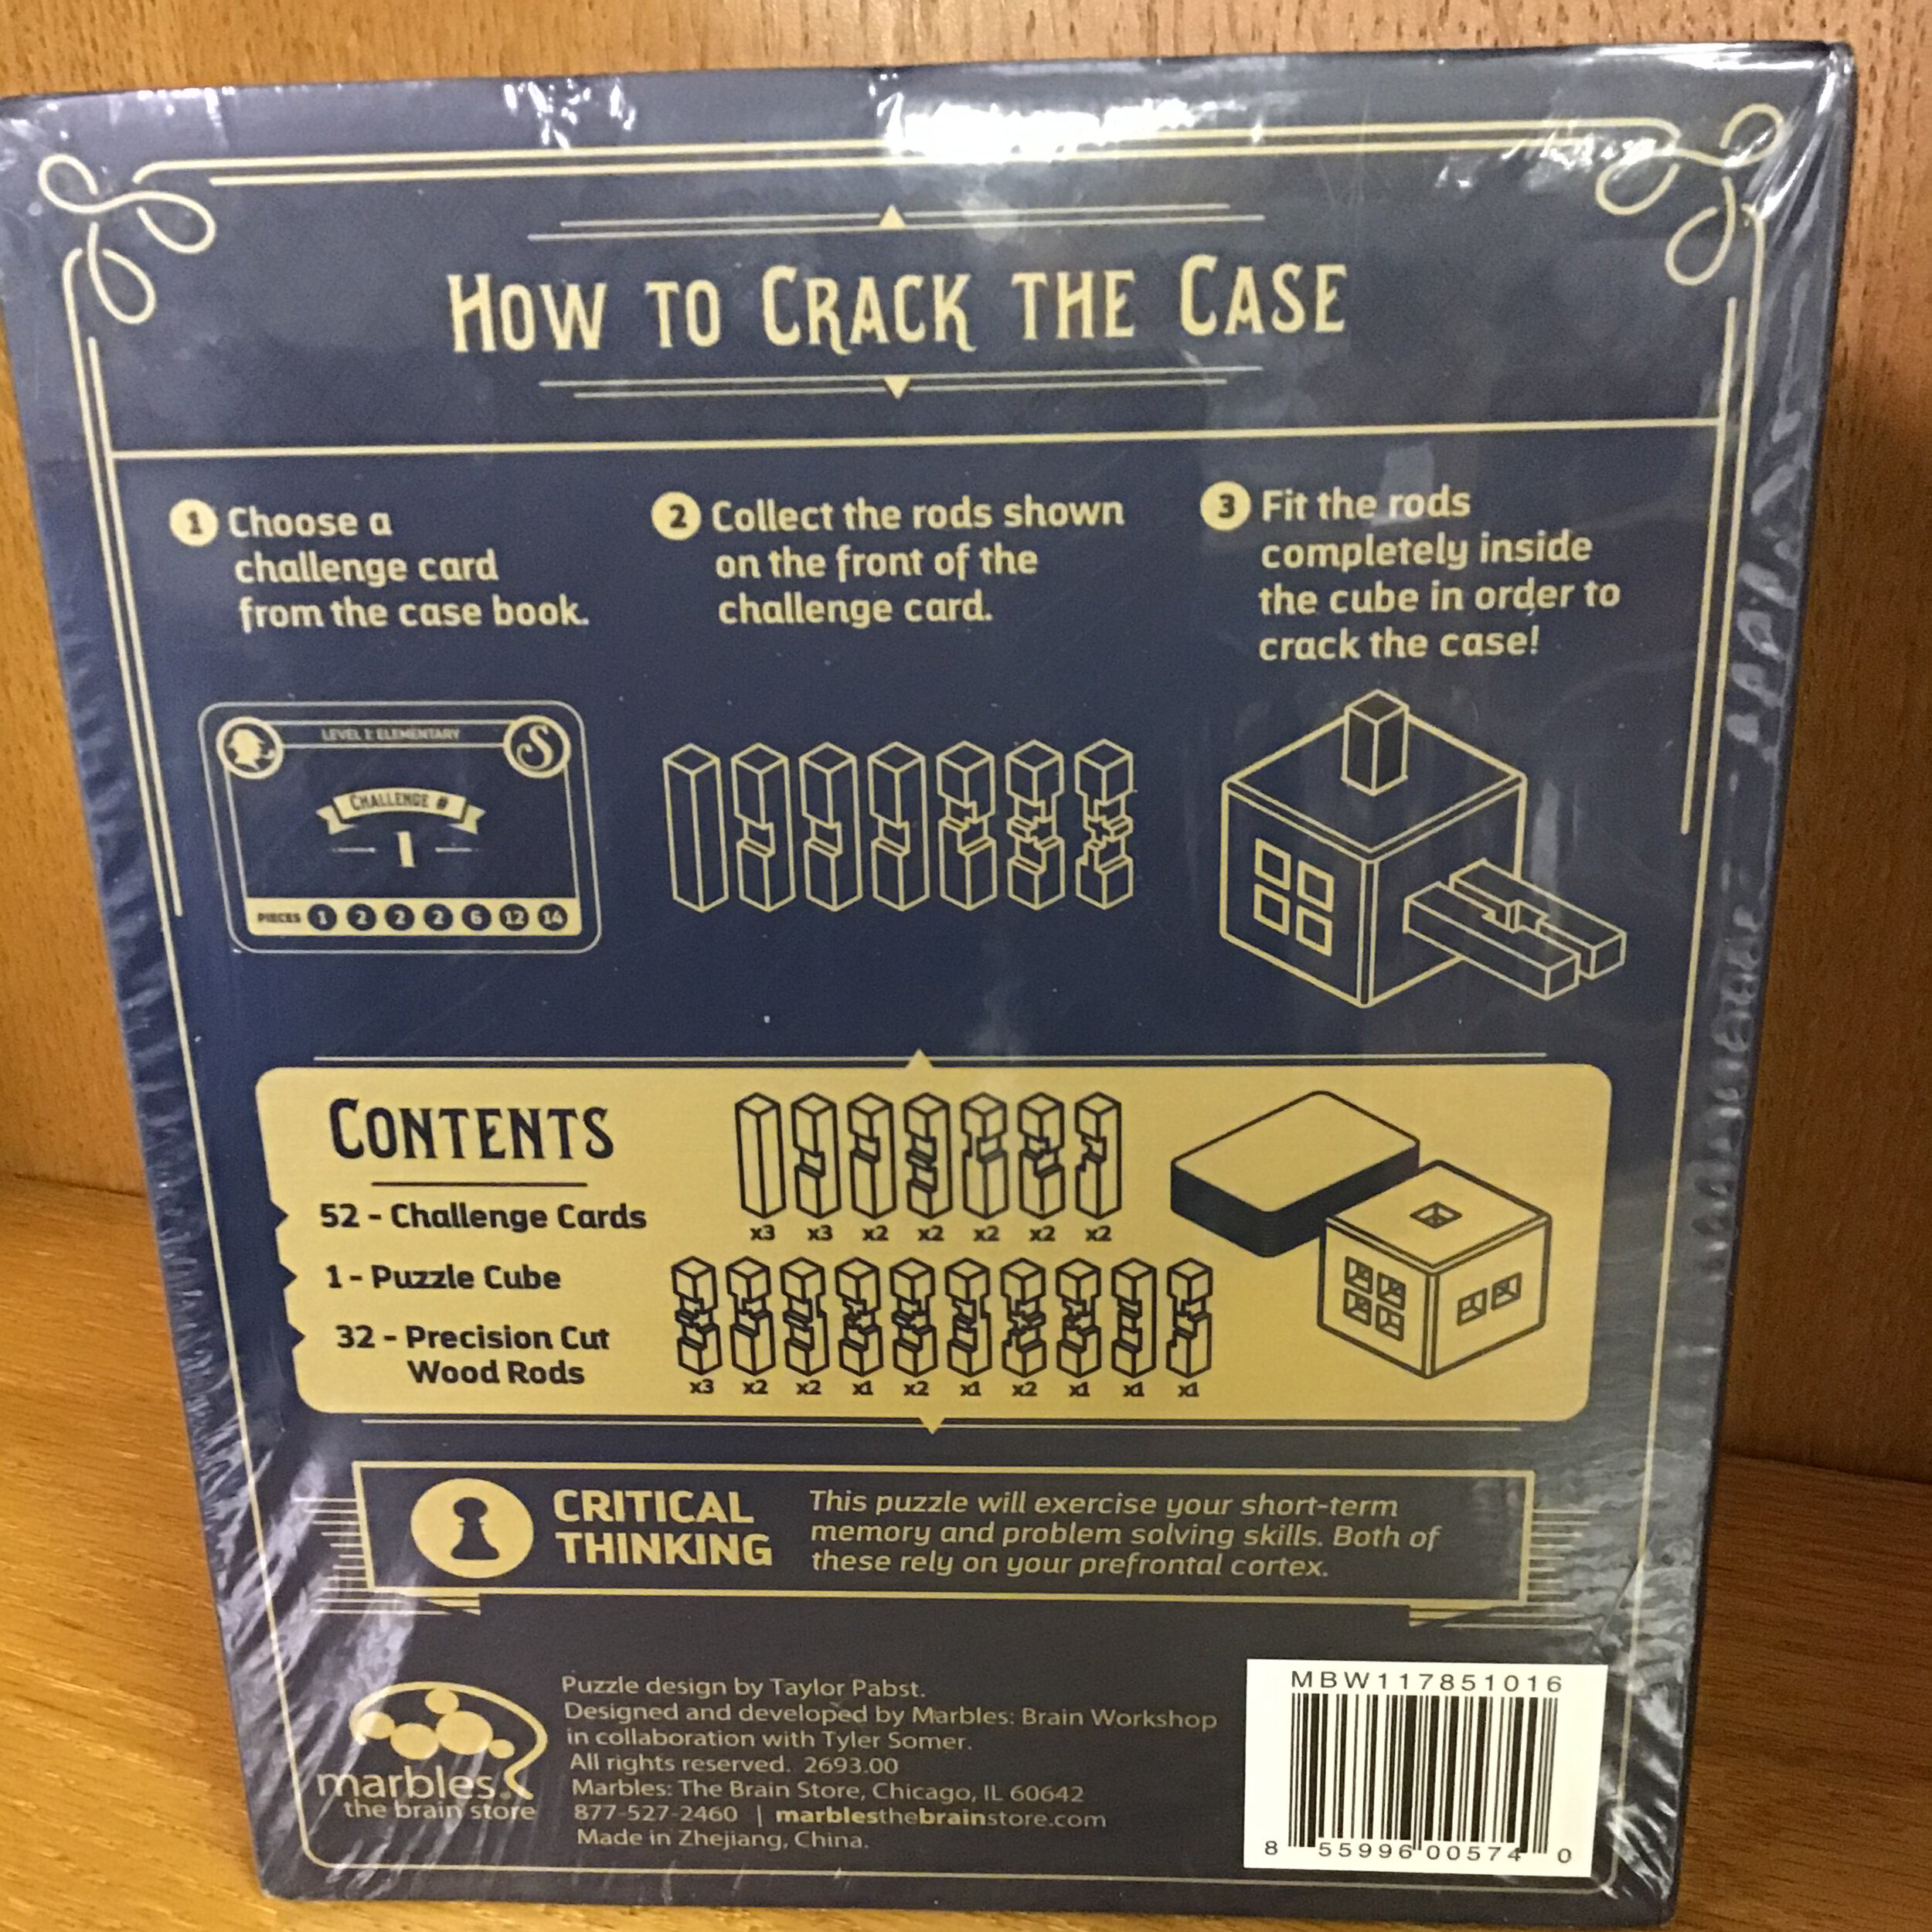 HOW TO CRACK THE CASE
1 Choose a
challenge card
from the case book.
2 Collect the rods shown
on the front of the
challenge card.
3 Fit the rods
completely inside
the cube in order to
crack the case!
LEVEL 1: ELEMENTARY
S
CHALLENGE #
1
PIECES 1 2 2 2 6 12 14
CONTENTS
52 - Challenge Cards
1 - Puzzle Cube
32 - Precision Cut
Wood Rods
x3 x3 x2 x2 x2 x2 x2
x3 x2 x2 x1 x2 x1 x2 x1 x1 x1
CRITICAL
THINKING
This puzzle will exercise your short-term
memory and problem solving skills. Both of
these rely on your prefrontal cortex.
marbles
the brain store
Puzzle design by Taylor Pabst.
Designed and developed by Marbles: Brain Workshop
in collaboration with Tyler Somer.
All rights reserved. 2693.00
Marbles: The Brain Store, Chicago, IL 60642
877-527-2460 | marblesthebrainstore.com
Made in Zhejiang, China.
MBW117851016
8 55996 00574 0